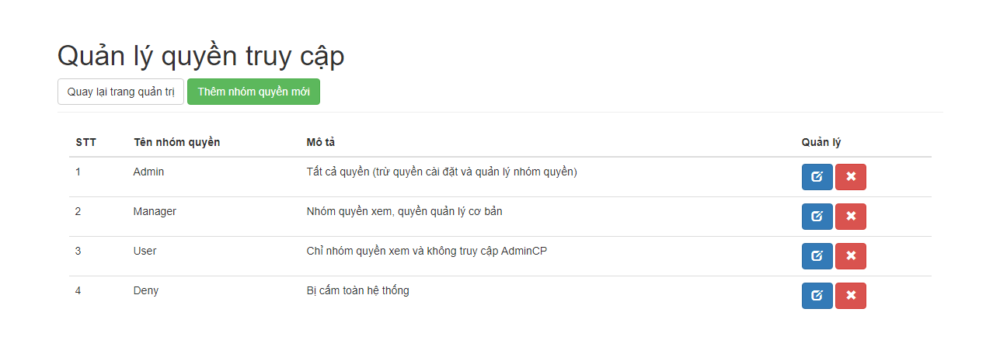 Quản lý quyền truy cập
Quay lại trang quản trị Thêm nhóm quyền mới
STT Tên nhóm quyền Mô tả Quản lý
1 Admin Tất cả quyền (trừ quyền cài đặt và quản lý nhóm quyền)
2 Manager Nhóm quyền xem, quyền quản lý cơ bản
3 User Chỉ nhóm quyền xem và không truy cập AdminCP
4 Deny Bị cấm toàn hệ thống